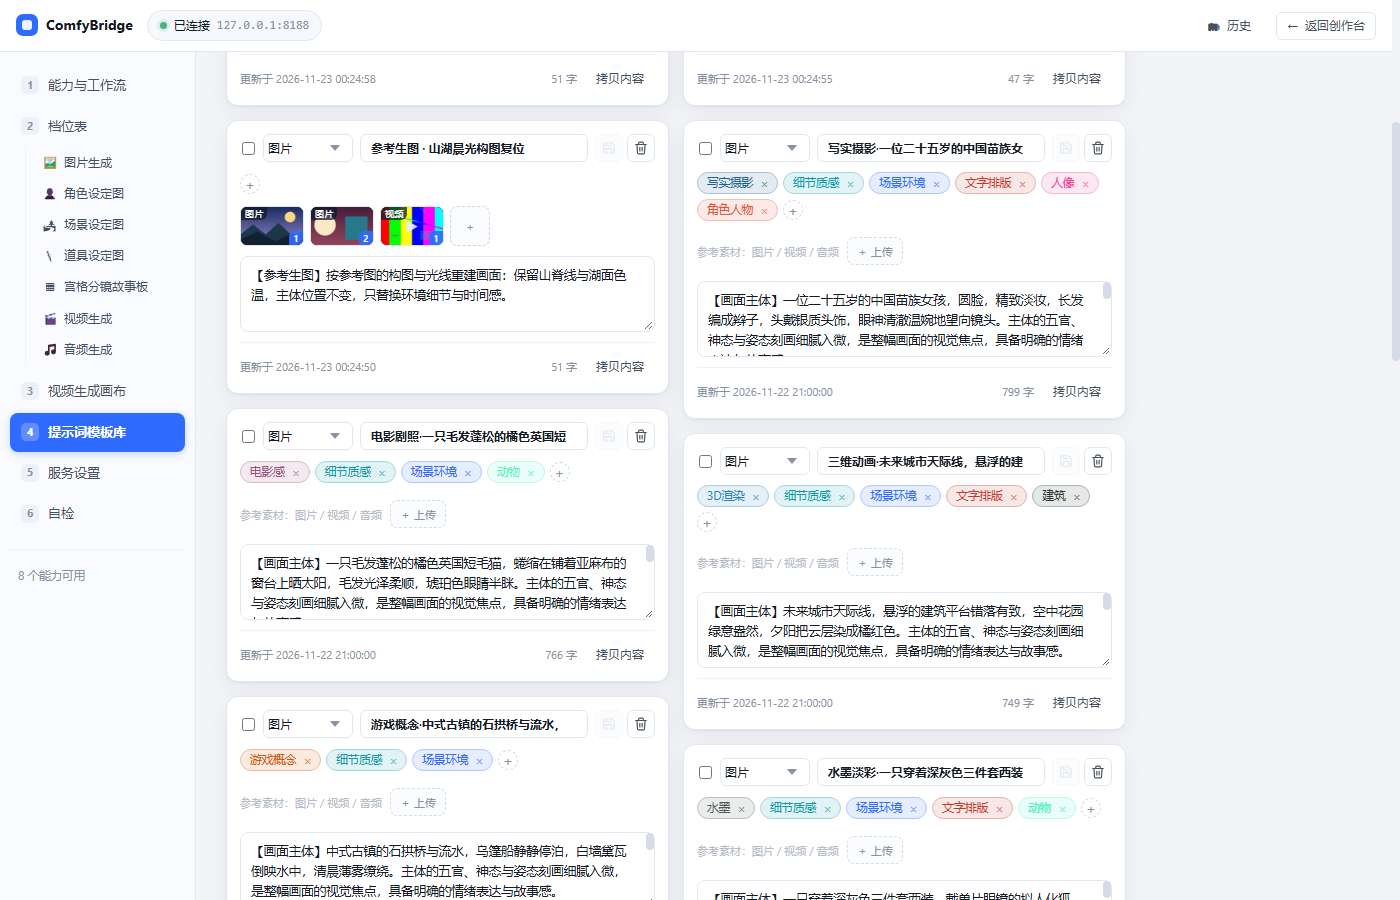 ComfyBridge
已连接 127.0.0.1:8188
历史
← 返回创作台
1 能力与工作流
2 档位表
图片生成
角色设定图
场景设定图
道具设定图
宫格分镜故事板
视频生成
音频生成
3 视频生成画布
4 提示词模板库
5 服务设置
6 自检
8 个能力可用
更新于 2026-11-23 00:24:58
51 字
拷贝内容
图片
参考生图 · 山湖晨光构图复位
+
图片 1
图片 2
视频 1
+
【参考生图】按参考图的构图与光线重建画面：保留山脊线与湖面色
温，主体位置不变，只替换环境细节与时间感。
更新于 2026-11-23 00:24:50
51 字
拷贝内容
图片
电影剧照·一只毛发蓬松的橘色英国短
电影感 ×
细节质感 ×
场景环境 ×
动物 ×
+
参考素材：图片 / 视频 / 音频
+ 上传
【画面主体】一只毛发蓬松的橘色英国短毛猫，蜷缩在铺着亚麻布的
窗台上晒太阳，毛发光泽柔顺，琥珀色眼睛半眯。主体的五官、神态
与姿态刻画细腻入微，是整幅画面的视觉焦点，具备明确的情绪表达
更新于 2026-11-22 21:00:00
766 字
拷贝内容
图片
游戏概念·中式古镇的石拱桥与流水，
游戏概念 ×
细节质感 ×
场景环境 ×
+
参考素材：图片 / 视频 / 音频
+ 上传
【画面主体】中式古镇的石拱桥与流水，乌篷船静静停泊，白墙黛瓦
倒映水中，清晨薄雾缭绕。主体的五官、神态与姿态刻画细腻入微，
是整幅画面的视觉焦点，具备明确的情绪表达与故事感。
更新于 2026-11-23 00:24:55
47 字
拷贝内容
图片
写实摄影·一位二十五岁的中国苗族女
写实摄影 ×
细节质感 ×
场景环境 ×
文字排版 ×
人像 ×
角色人物 ×
+
参考素材：图片 / 视频 / 音频
+ 上传
【画面主体】一位二十五岁的中国苗族女孩，圆脸，精致淡妆，长发
编成辫子，头戴银质头饰，眼神清澈温婉地望向镜头。主体的五官、
神态与姿态刻画细腻入微，是整幅画面的视觉焦点，具备明确的情绪
更新于 2026-11-22 21:00:00
799 字
拷贝内容
图片
三维动画·未来城市天际线，悬浮的建
3D渲染 ×
细节质感 ×
场景环境 ×
文字排版 ×
建筑 ×
+
参考素材：图片 / 视频 / 音频
+ 上传
【画面主体】未来城市天际线，悬浮的建筑平台错落有致，空中花园
绿意盎然，夕阳把云层染成橘红色。主体的五官、神态与姿态刻画细
腻入微，是整幅画面的视觉焦点，具备明确的情绪表达与故事感。
更新于 2026-11-22 21:00:00
749 字
拷贝内容
图片
水墨淡彩·一只穿着深灰色三件套西装
水墨 ×
细节质感 ×
场景环境 ×
文字排版 ×
动物 ×
+
参考素材：图片 / 视频 / 音频
+ 上传
【画面主体】一只穿着深灰色三件套西装，戴单片眼镜的拟人化狐